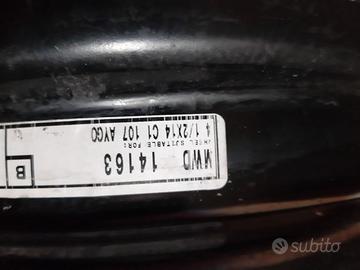 MWD 14163
WHEEL SUITABLE FOR:
4 1/2X14 C1 107 AYGO
B
subito